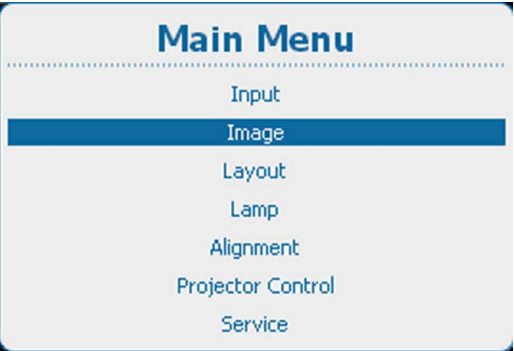 Main Menu
Input
Image
Layout
Lamp
Alignment
Projector Control
Service